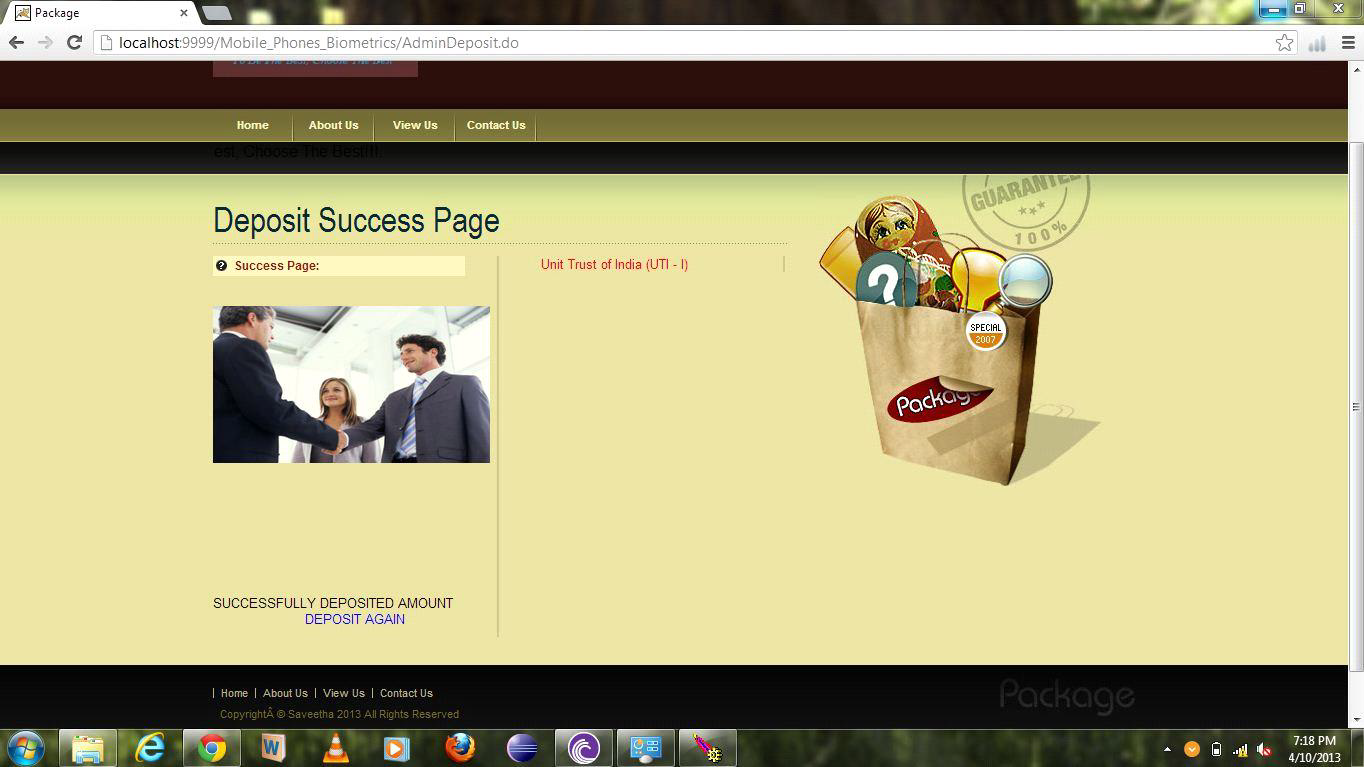 Package
localhost:9999/Mobile_Phones_Biometrics/AdminDeposit.do
To Be The Best, Choose The Best
Home About Us View Us Contact Us
est, Choose The Best!!!.
Deposit Success Page
Success Page:
Unit Trust of India (UTI - I)
GUARANTEE
100%
?
SPECIAL
2007
Package
SUCCESSFULLY DEPOSITED AMOUNT
DEPOSIT AGAIN
| Home | About Us | View Us | Contact Us
CopyrightÂ © Saveetha 2013 All Rights Reserved
Package
7:18 PM
4/10/2013